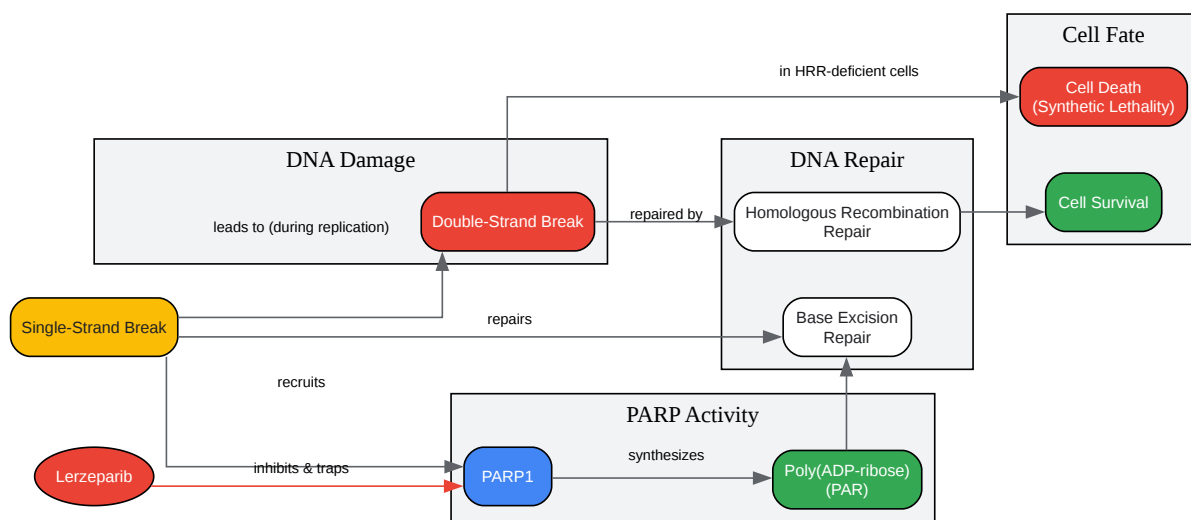 Cell Fate
in HRR-deficient cells
Cell Death
(Synthetic Lethality)
DNA Damage
DNA Repair
leads to (during replication)
Double-Strand Break
repaired by
Homologous Recombination
Repair
Cell Survival
Single-Strand Break
repairs
Base Excision
Repair
recruits
PARP Activity
Lerzeparib
inhibits & traps
PARP1
synthesizes
Poly(ADP-ribose)
(PAR)